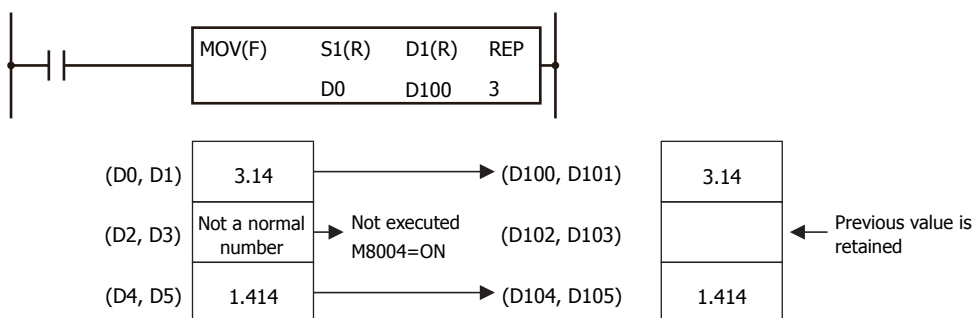 MOV(F) S1(R) D1(R) REP
D0 D100 3
(D0, D1) 3.14 (D100, D101) 3.14
(D2, D3) Not a normal number Not executed M8004=ON (D102, D103) Previous value is retained
(D4, D5) 1.414 (D104, D105) 1.414